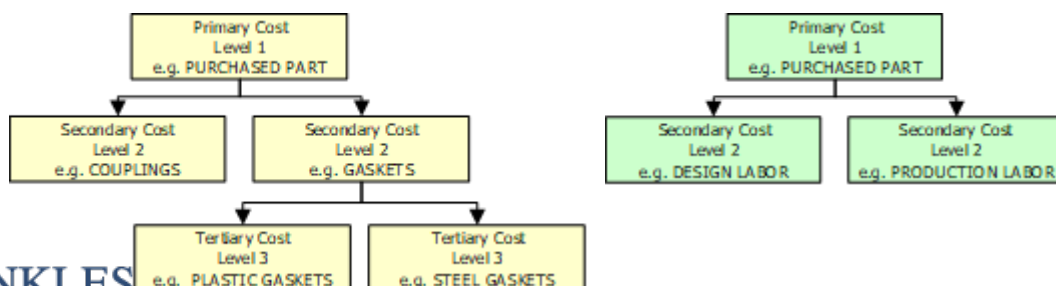 Primary Cost
Level 1
e.g. PURCHASED PART
Primary Cost
Level 1
e.g. PURCHASED PART
Secondary Cost
Level 2
e.g. COUPLINGS
Secondary Cost
Level 2
e.g. GASKETS
Secondary Cost
Level 2
e.g. DESIGN LABOR
Secondary Cost
Level 2
e.g. PRODUCTION LABOR
Tertiary Cost
Level 3
e.g. PLASTIC GASKETS
Tertiary Cost
Level 3
e.g. STEEL GASKETS